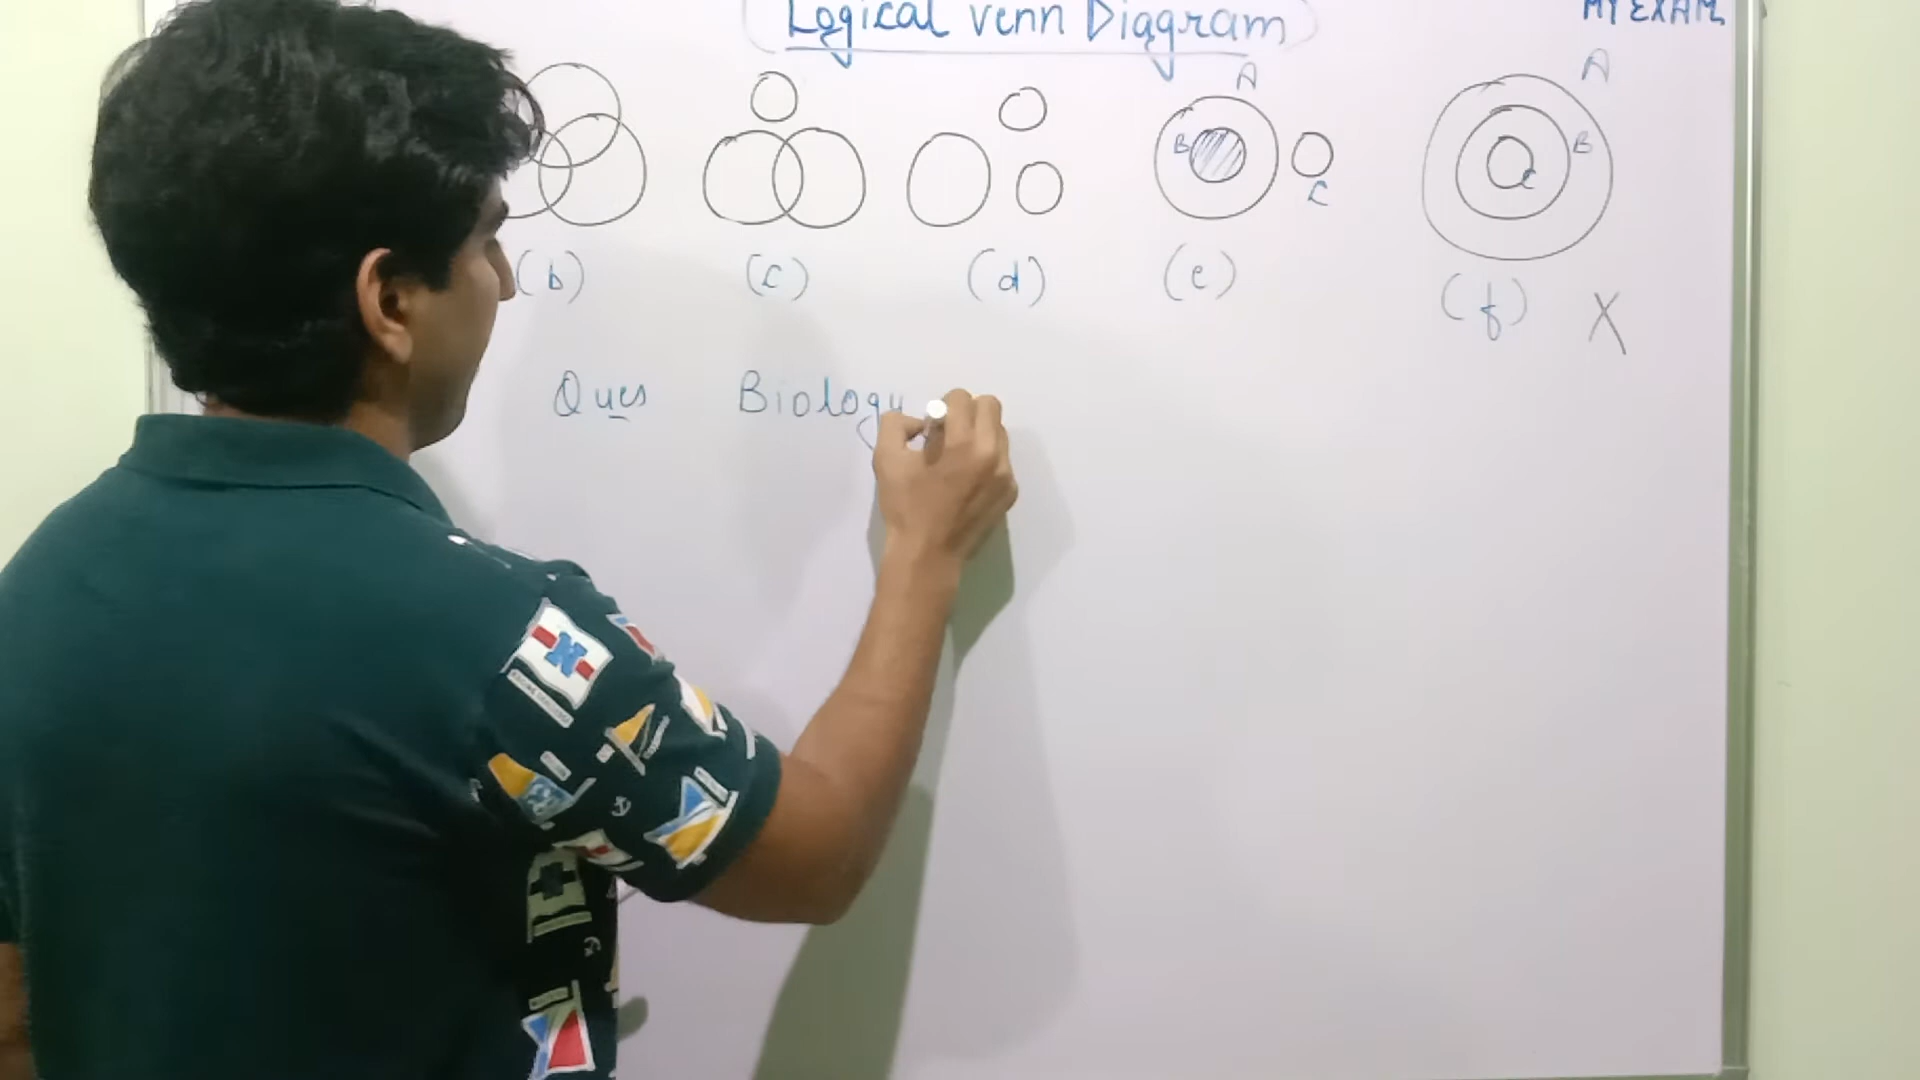 Logical venn Diagram
MY EXAM
A
B
C
A
B
C
(b) (c) (d) (e) (f) X
Ques Biology
N